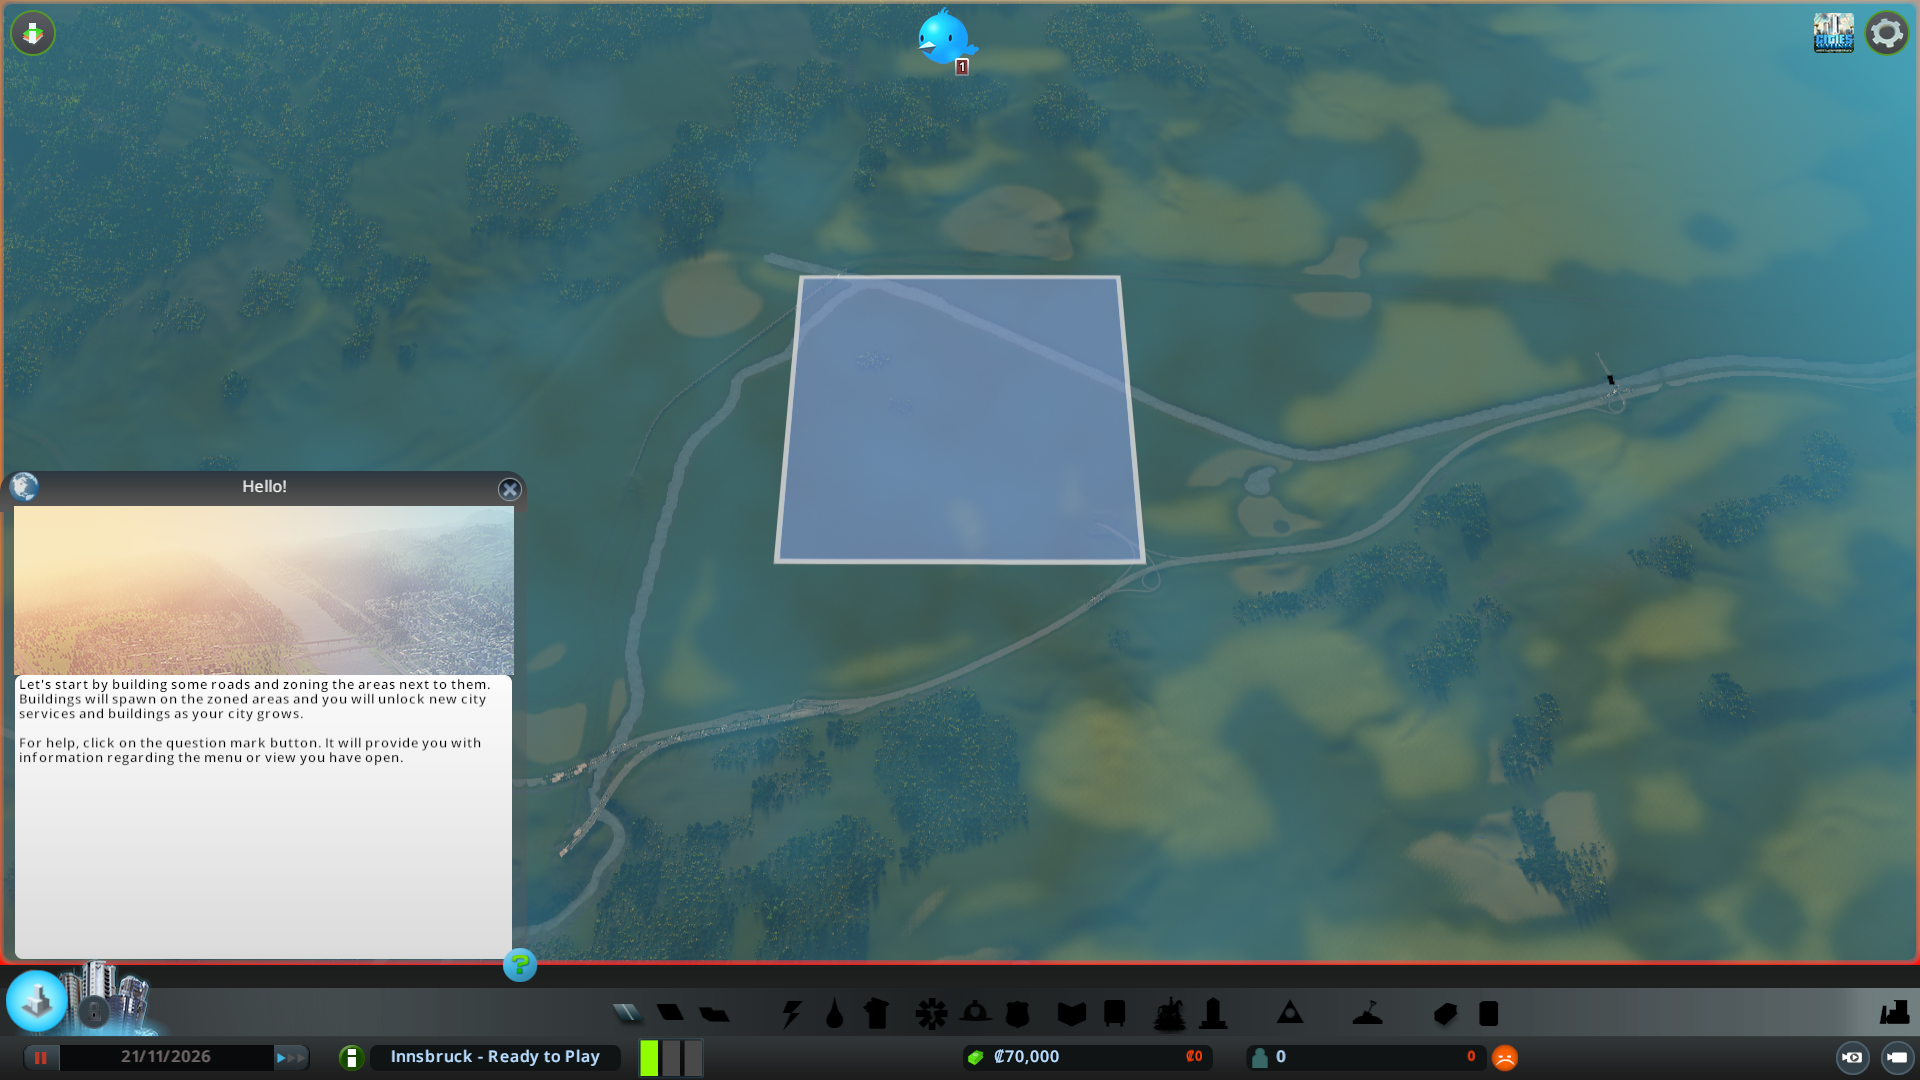 1
CITIES
SKYLINES
Hello!
Let's start by building some roads and zoning the areas next to them.
Buildings will spawn on the zoned areas and you will unlock new city
services and buildings as your city grows.
For help, click on the question mark button. It will provide you with
information regarding the menu or view you have open.
?
21/11/2026
Innsbruck - Ready to Play
₡70,000
₡0
0
0